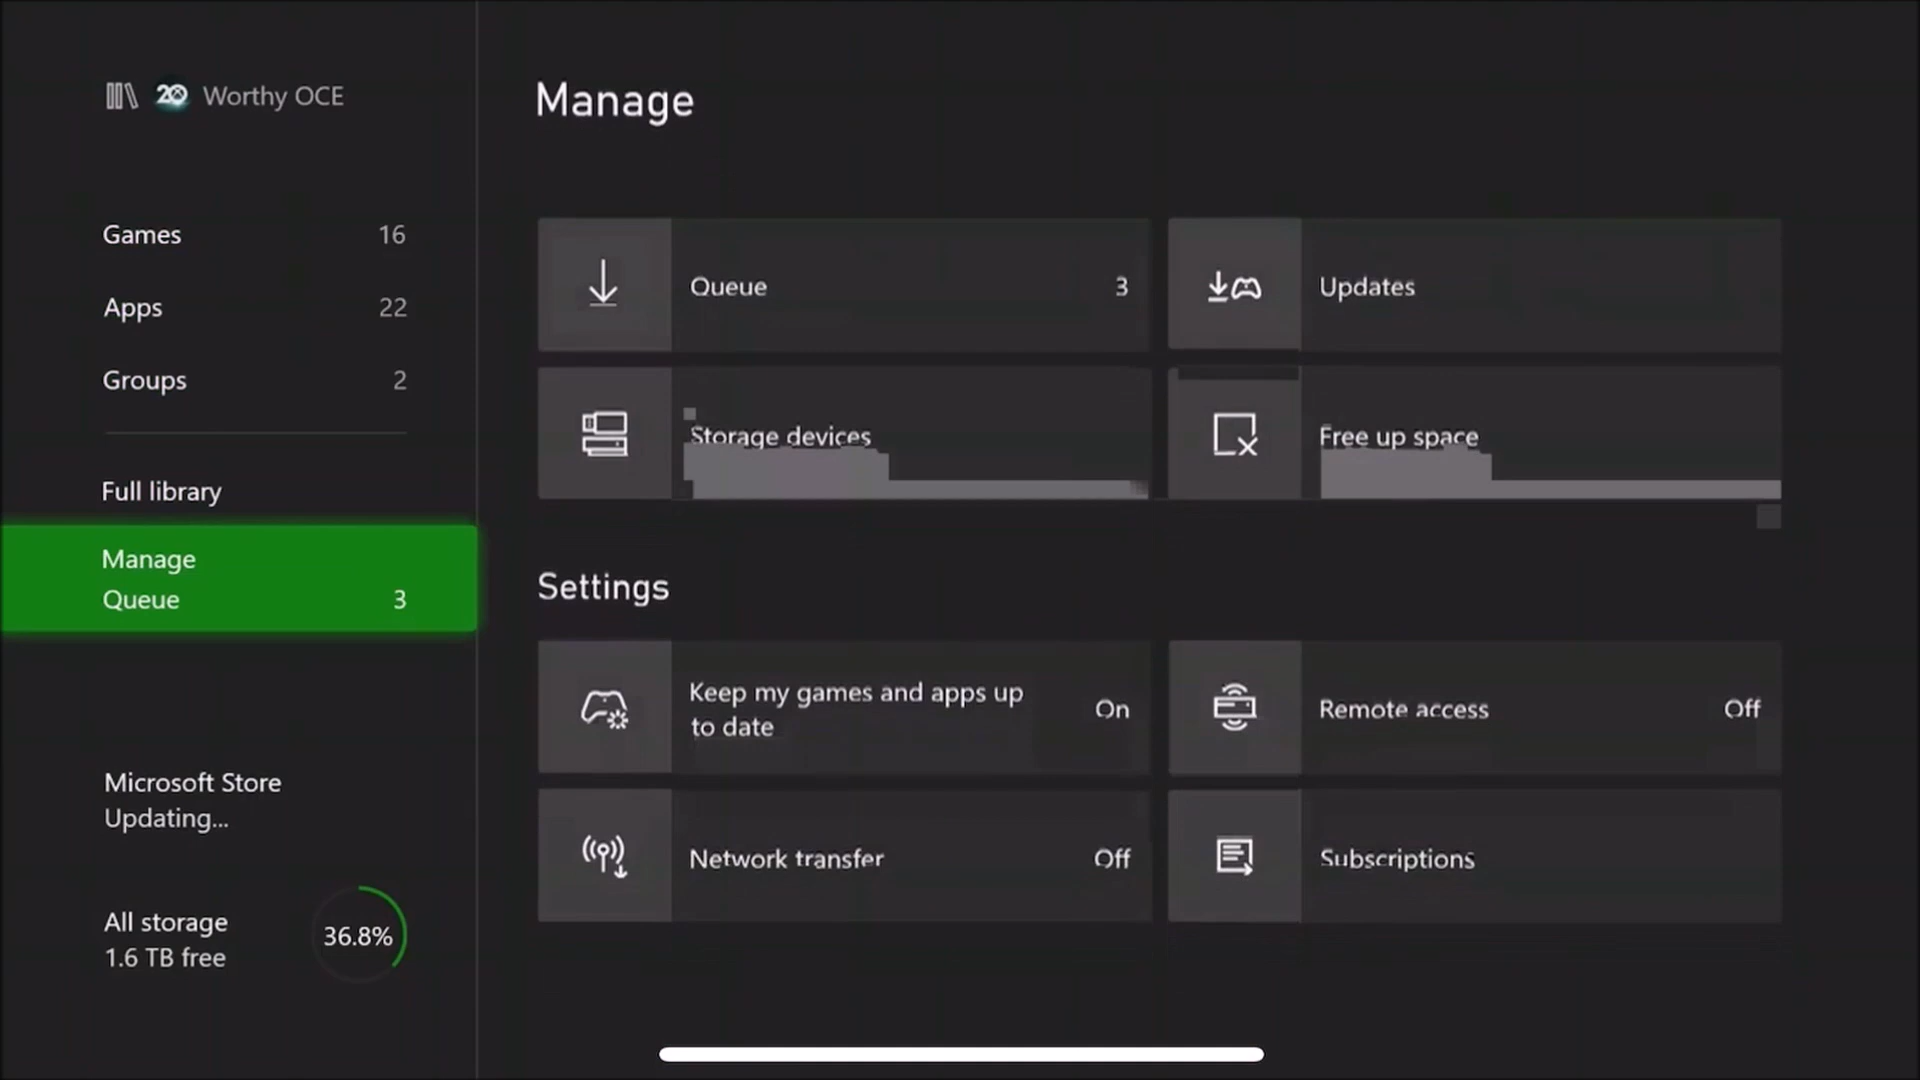 20 Worthy OCE
Games 16
Apps 22
Groups 2
Full library
Manage
Queue 3
Microsoft Store
Updating...
All storage
1.6 TB free
36.8%
Manage
Queue 3
Updates
Storage devices
Free up space
Settings
Keep my games and apps up
to date
On
Remote access Off
Network transfer Off
Subscriptions